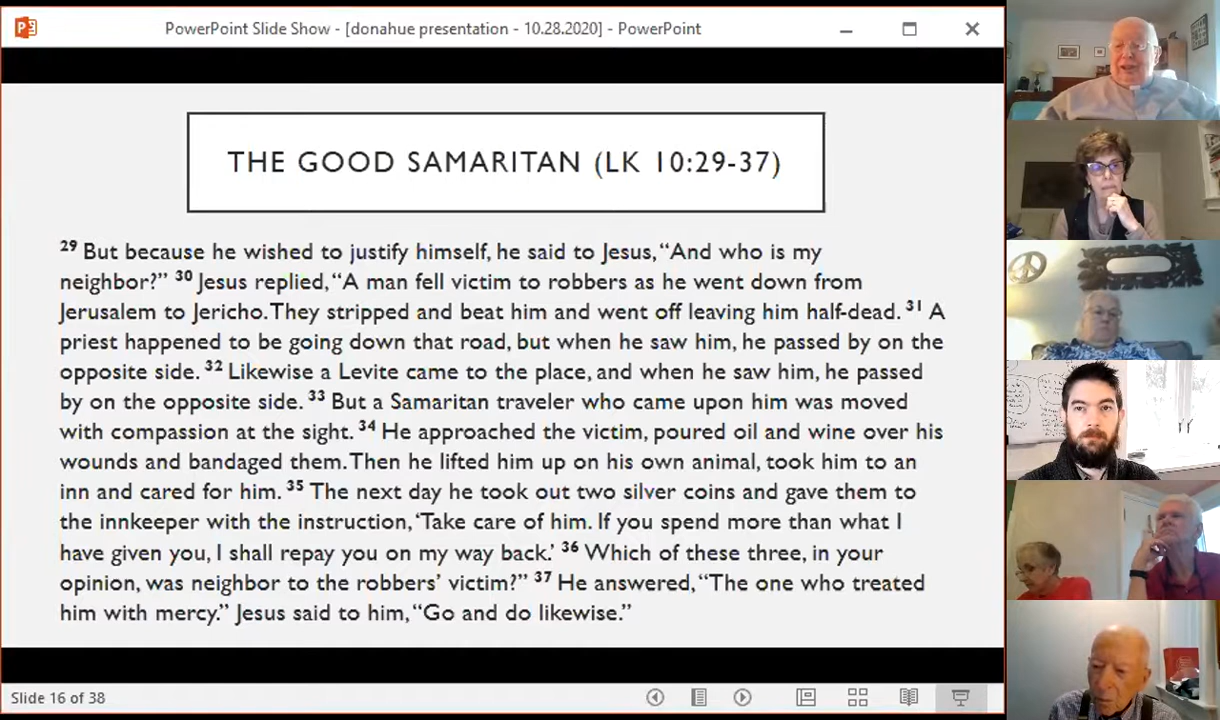 PowerPoint Slide Show - [donahue presentation - 10.28.2020] - PowerPoint
THE GOOD SAMARITAN (LK 10:29-37)
29 But because he wished to justify himself, he said to Jesus, “And who is my
neighbor?” 30 Jesus replied, “A man fell victim to robbers as he went down from
Jerusalem to Jericho. They stripped and beat him and went off leaving him half-dead. 31 A
priest happened to be going down that road, but when he saw him, he passed by on the
opposite side. 32 Likewise a Levite came to the place, and when he saw him, he passed
by on the opposite side. 33 But a Samaritan traveler who came upon him was moved
with compassion at the sight. 34 He approached the victim, poured oil and wine over his
wounds and bandaged them. Then he lifted him up on his own animal, took him to an
inn and cared for him. 35 The next day he took out two silver coins and gave them to
the innkeeper with the instruction, ‘Take care of him. If you spend more than what I
have given you, I shall repay you on my way back.’ 36 Which of these three, in your
opinion, was neighbor to the robbers’ victim?” 37 He answered, “The one who treated
him with mercy.” Jesus said to him, “Go and do likewise.”
Slide 16 of 38